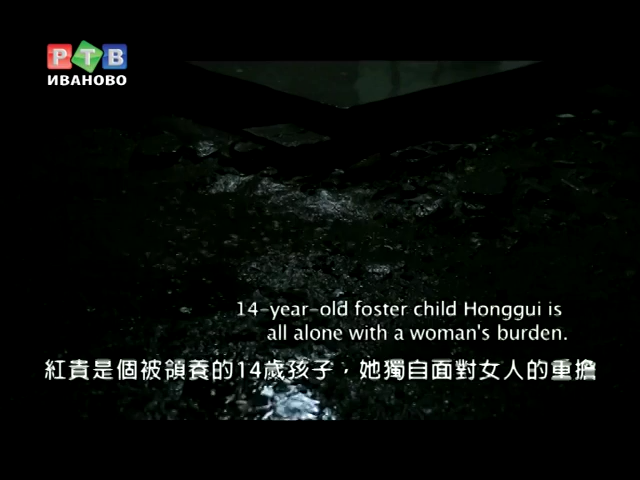 РТВ
ИВАНОВО
14-year-old foster child Honggui is
all alone with a woman's burden.
紅貴是個被領養的14歲孩子，她獨自面對女人的重擔